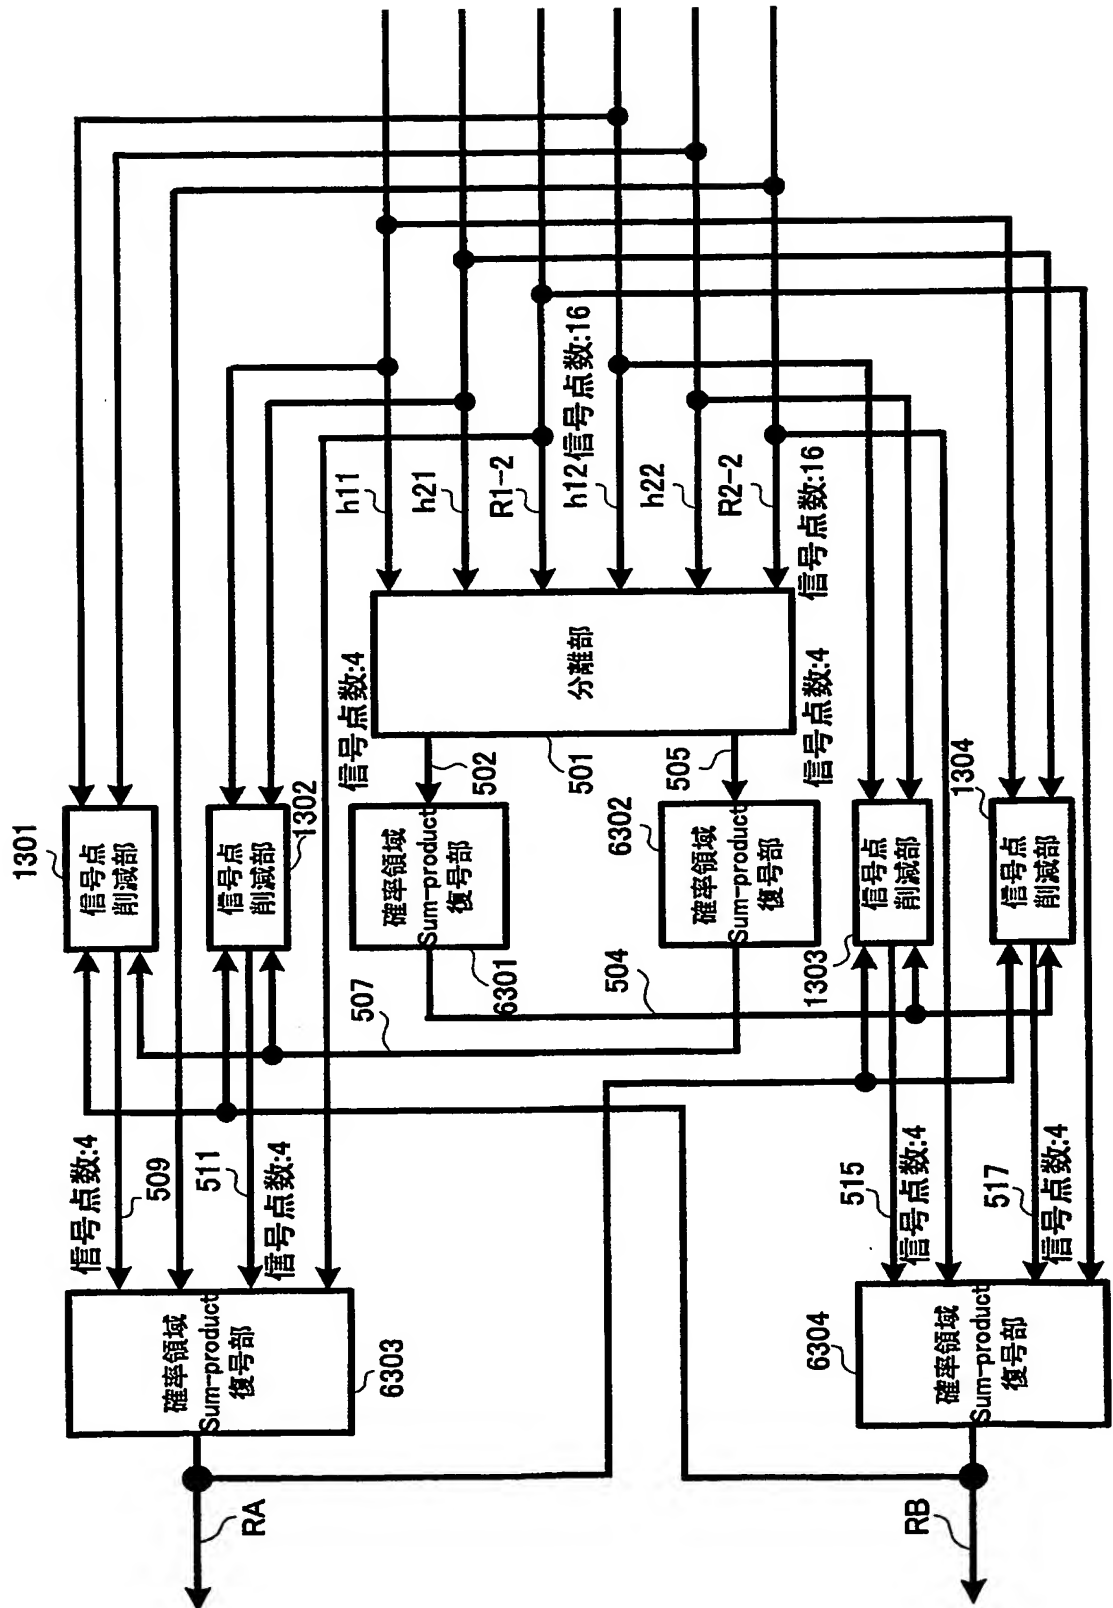 1301
信号点
削減部
信号点
削減部
1302
信号点数:4
509
511
信号点数:4
確率領域
Sum-product
復号部
6303
RA
h11
h21
R1-2
h12
信号点数:16
h22
R2-2
信号点数:16
信号点数:4
分離部
501
信号点数:4
502
505
確率領域
Sum-product
復号部
6301
確率領域
Sum-product
復号部
6302
507
504
1303
信号点
削減部
1304
信号点
削減部
515
信号点数:4
517
信号点数:4
確率領域
Sum-product
復号部
6304
RB